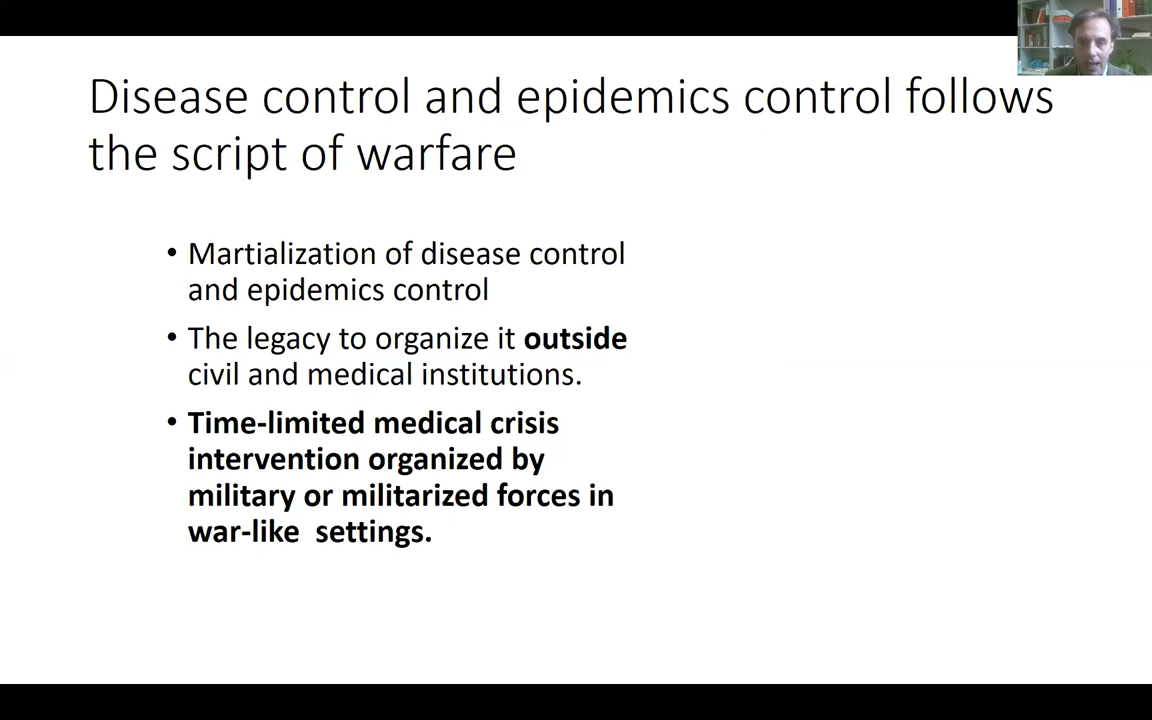 Disease control and epidemics control follows
the script of warfare
• Martialization of disease control
and epidemics control
• The legacy to organize it outside
civil and medical institutions.
• Time-limited medical crisis
intervention organized by
military or militarized forces in
war-like  settings.